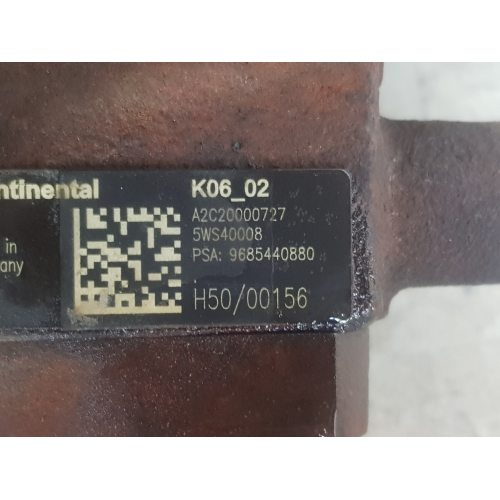 ntinental K06_02
A2C20000727
5WS40008
in PSA: 9685440880
any
H50/00156